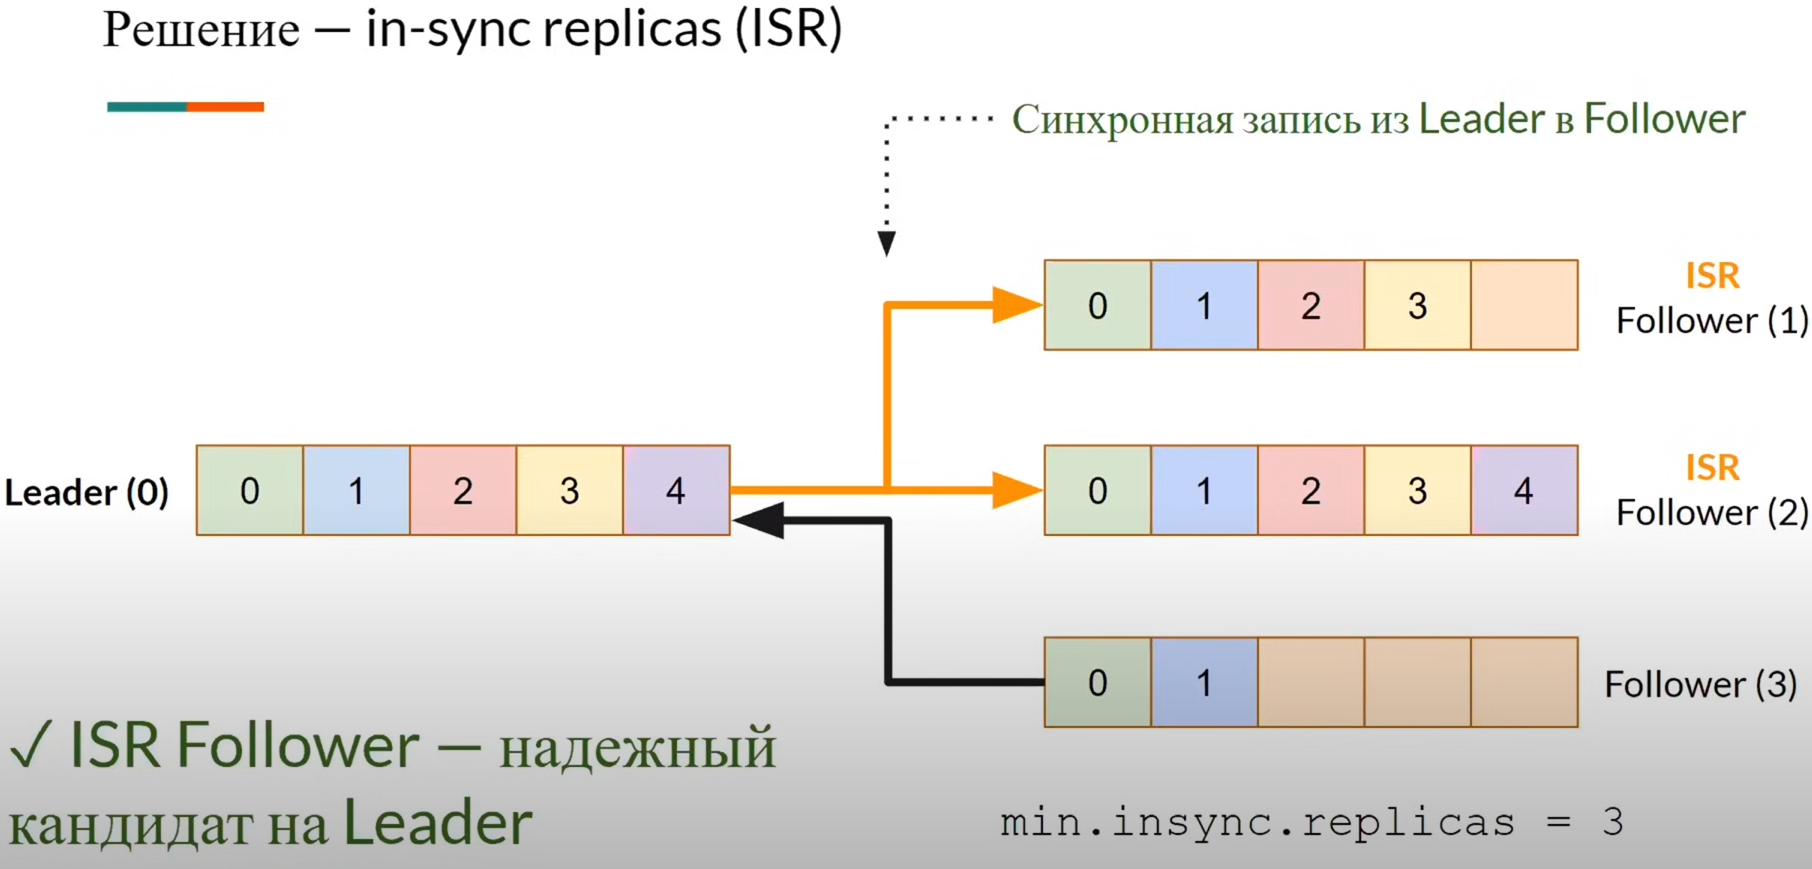 Решение — in-sync replicas (ISR)
Синхронная запись из Leader в Follower
0 1 2 3
ISR
Follower (1)
Leader (0)
0 1 2 3 4
0 1 2 3 4
ISR
Follower (2)
0 1
Follower (3)
✓ ISR Follower — надежный
кандидат на Leader
min.insync.replicas = 3